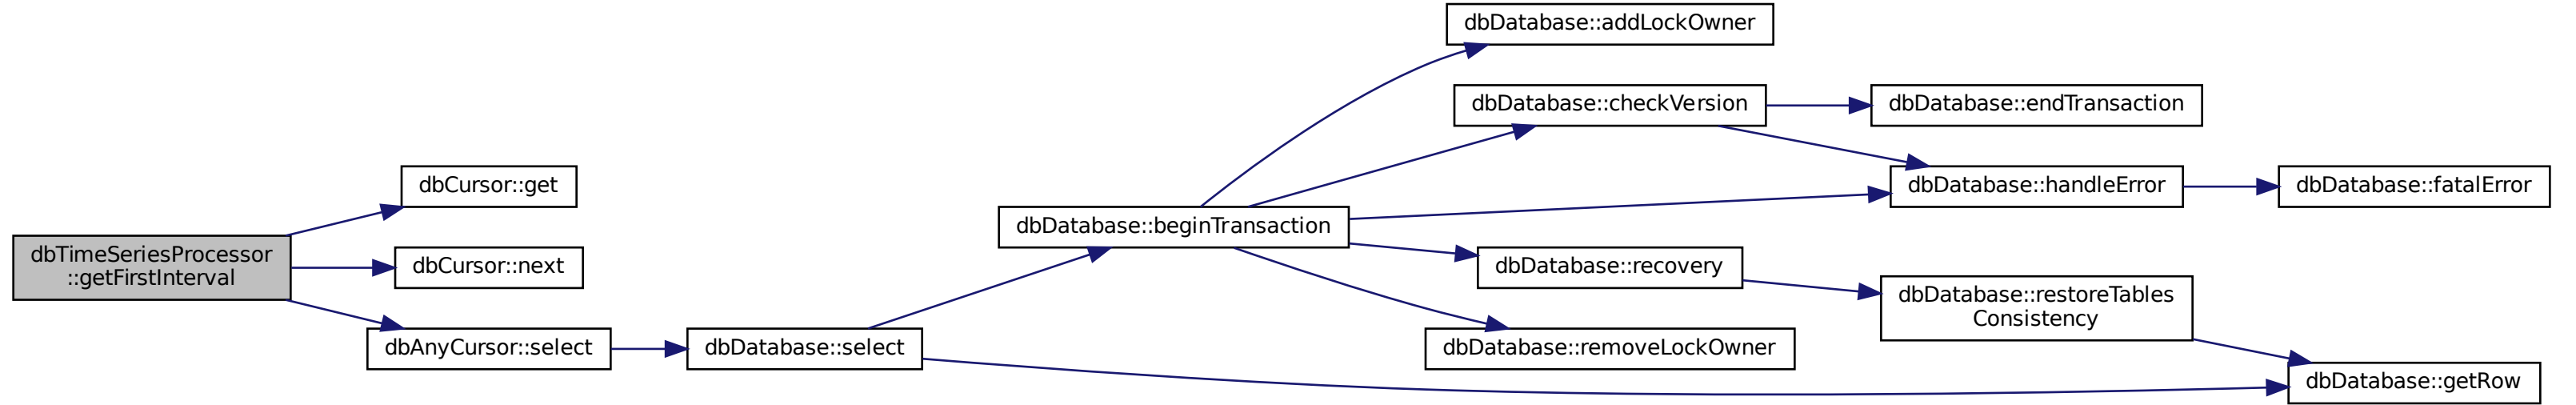 dbTimeSeriesProcessor
::getFirstInterval
dbCursor::get
dbCursor::next
dbAnyCursor::select
dbDatabase::select
dbDatabase::beginTransaction
dbDatabase::addLockOwner
dbDatabase::checkVersion
dbDatabase::endTransaction
dbDatabase::handleError
dbDatabase::fatalError
dbDatabase::recovery
dbDatabase::restoreTables
Consistency
dbDatabase::removeLockOwner
dbDatabase::getRow